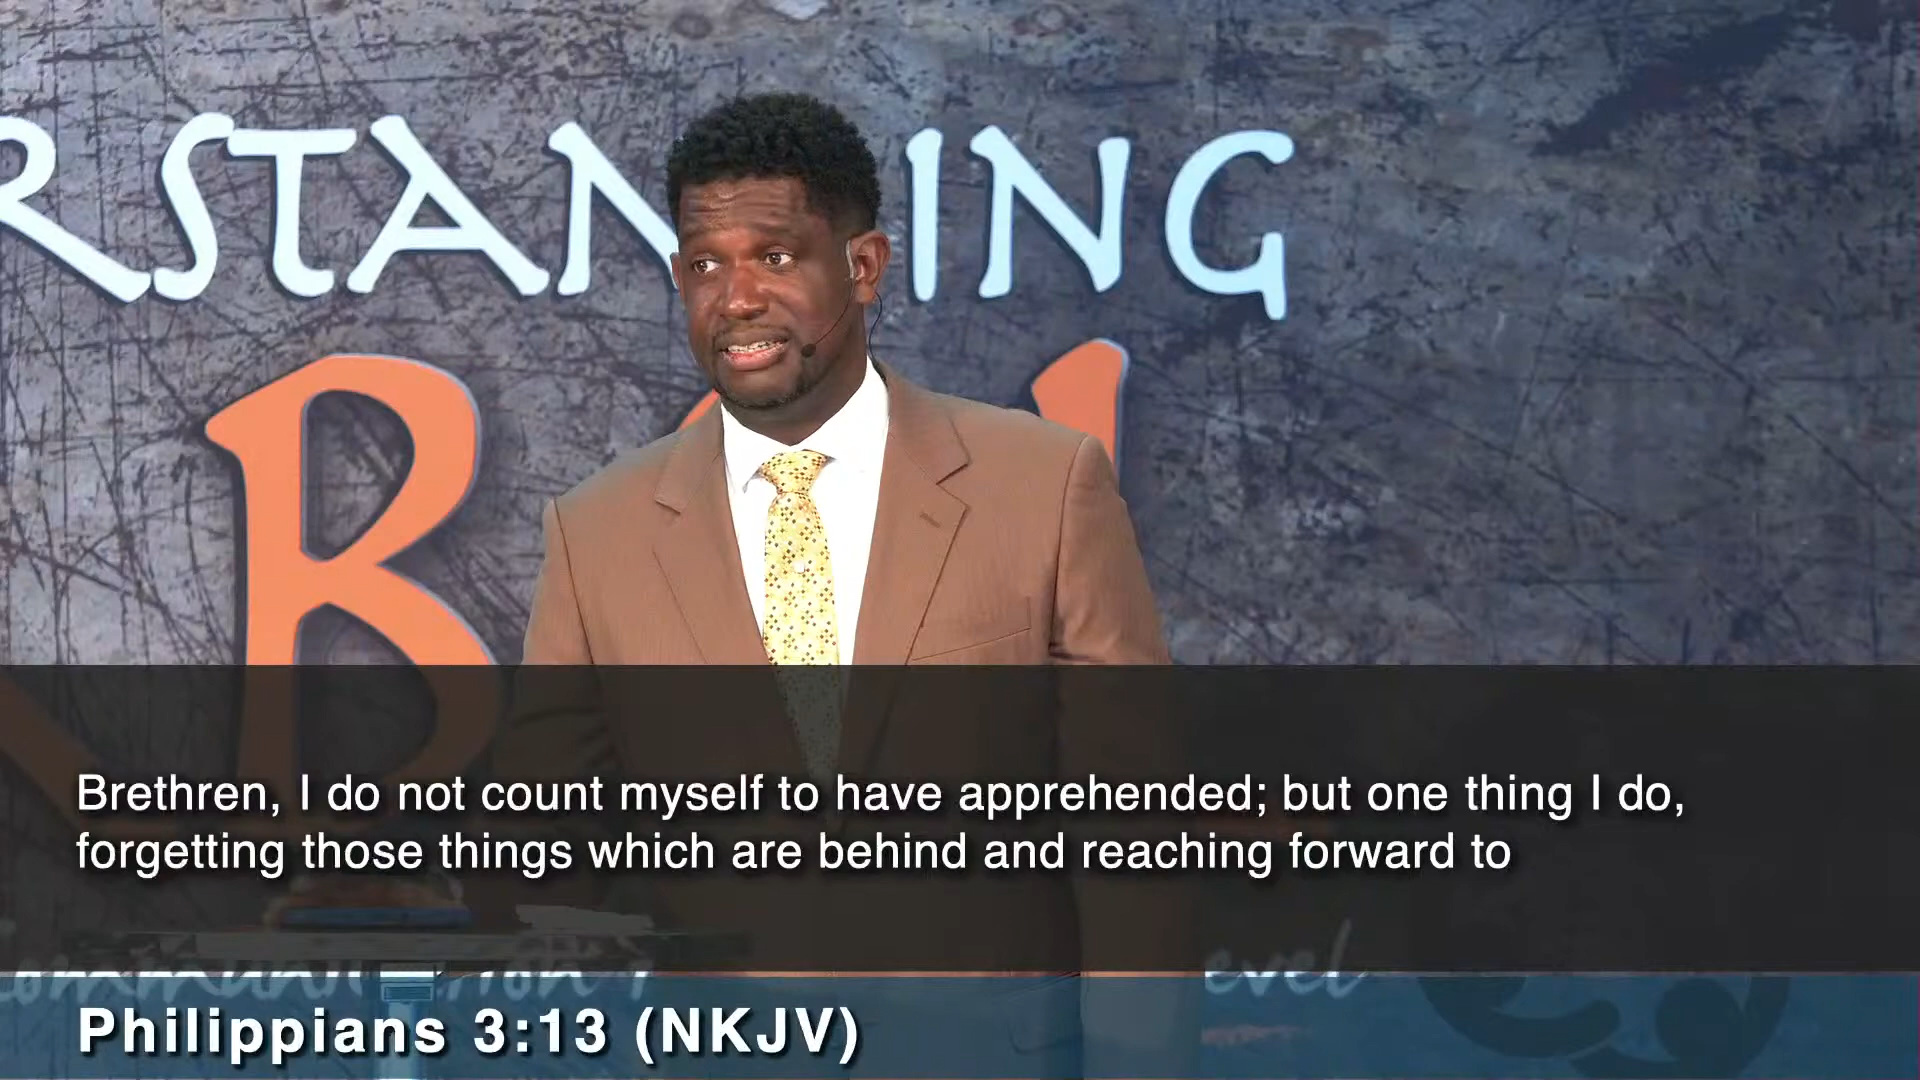 RSTAN ING
B
Brethren, I do not count myself to have apprehended; but one thing I do,
forgetting those things which are behind and reaching forward to
evel
Philippians 3:13 (NKJV)